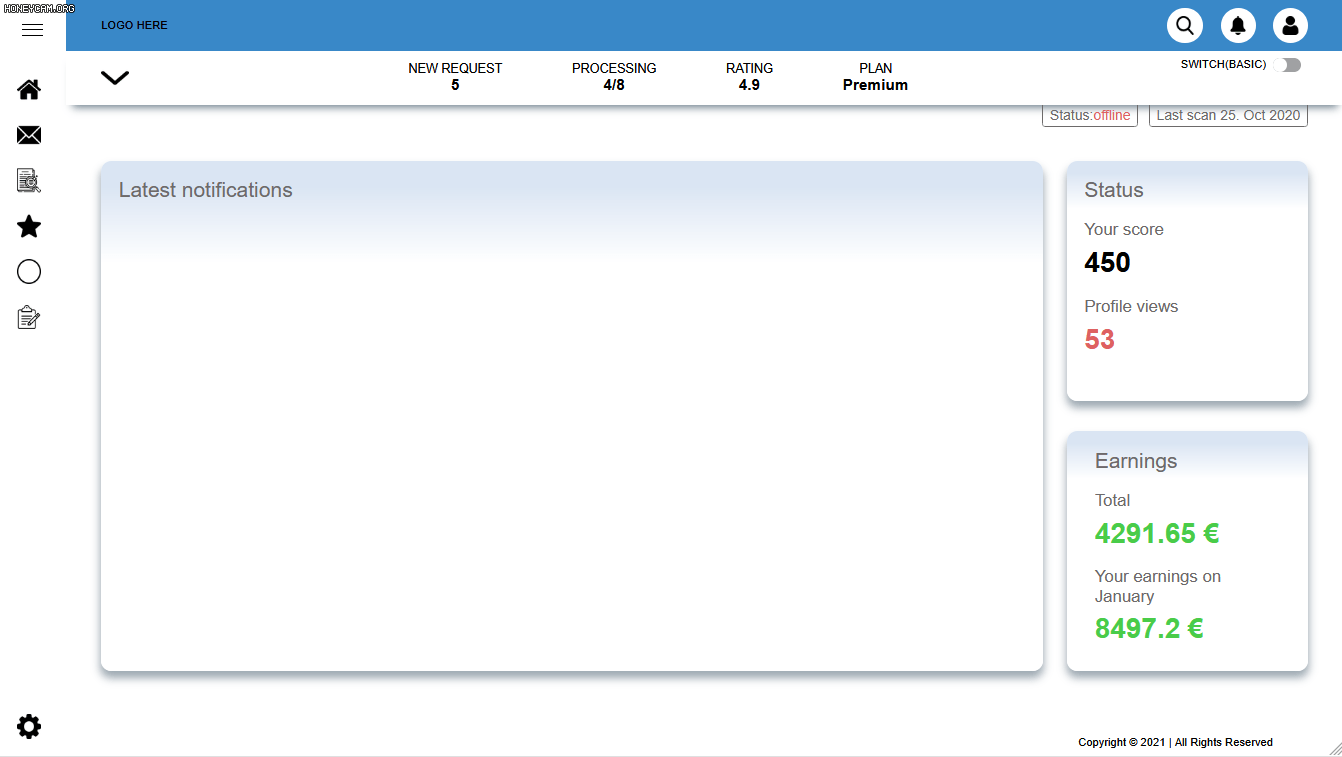 HONEYCAM.ORG
LOGO HERE
NEW REQUEST
5
PROCESSING
4/8
RATING
4.9
PLAN
Premium
SWITCH(BASIC)
Status:offline
Last scan 25. Oct 2020
Latest notifications
Status
Your score
450
Profile views
53
Earnings
Total
4291.65 €
Your earnings on
January
8497.2 €
Copyright © 2021 | All Rights Reserved